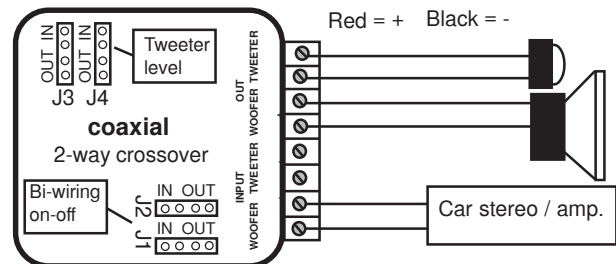 Red = + Black = -
OUT IN
OUT IN
J3 J4
Tweeter
level
coaxial
2-way crossover
Bi-wiring
on-off
J2
IN OUT
J1
IN OUT
OUT
WOOFER TWEETER
INPUT
WOOFER TWEETER
Car stereo / amp.